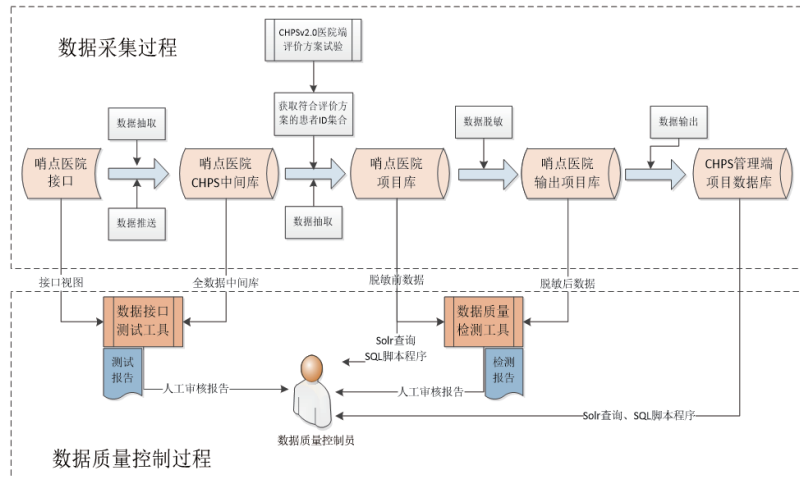 数据采集过程
CHPSv2.0医院端
评价方案试验
获取符合评价方
案的患者ID集合
数据抽取
数据脱敏
数据输出
哨点医院
接口
哨点医院
CHPS中间库
哨点医院
项目库
哨点医院
输出项目库
CHPS管理端
项目数据库
数据推送
数据抽取
接口视图
全数据中间库
脱敏前数据
脱敏后数据
数据接口
测试工具
数据质量
检测工具
测试
报告
Solr查询
SQL脚本程序
检测
报告
人工审核报告
人工审核报告
Solr查询、SQL脚本程序
数据质量控制员
数据质量控制过程